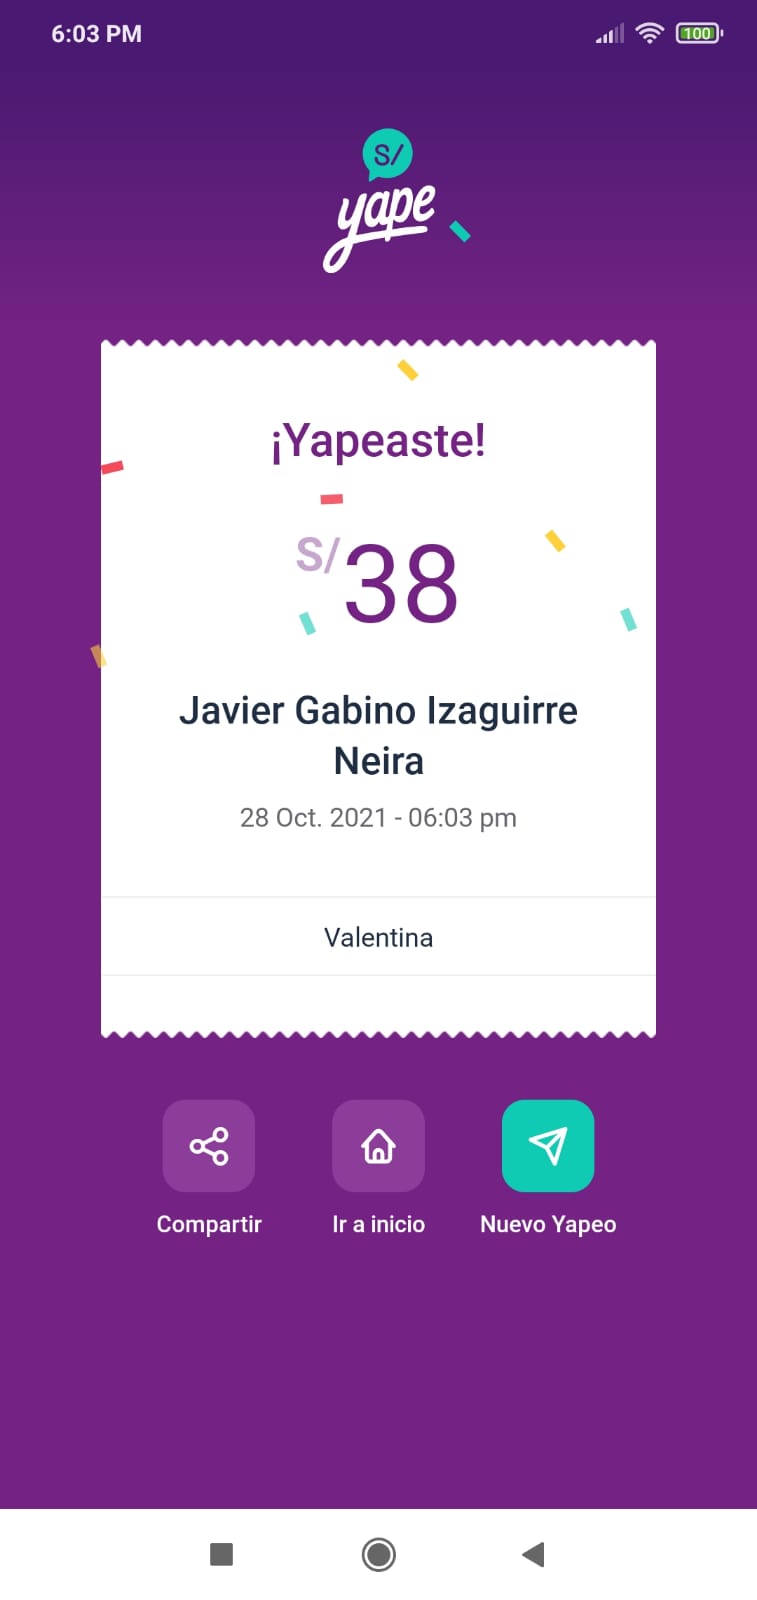 6:03 PM
100
S/
yape
¡Yapeaste!
S/38
Javier Gabino Izaguirre
Neira
28 Oct. 2021 - 06:03 pm
Valentina
Compartir
Ir a inicio
Nuevo Yapeo